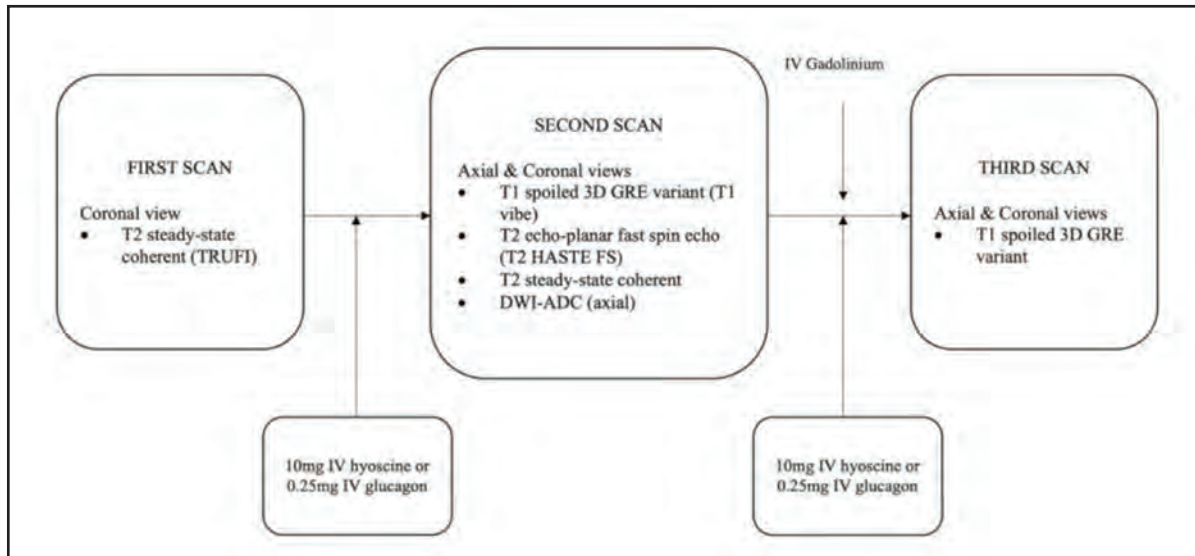 FIRST SCAN
Coronal view
• T2 steady-state
coherent (TRUFI)
10mg IV hyoscine or
0.25mg IV glucagon
SECOND SCAN
Axial & Coronal views
• T1 spoiled 3D GRE variant (T1
vibe)
• T2 echo-planar fast spin echo
(T2 HASTE FS)
• T2 steady-state coherent
• DWI-ADC (axial)
IV Gadolinium
10mg IV hyoscine or
0.25mg IV glucagon
THIRD SCAN
Axial & Coronal views
• T1 spoiled 3D GRE
variant